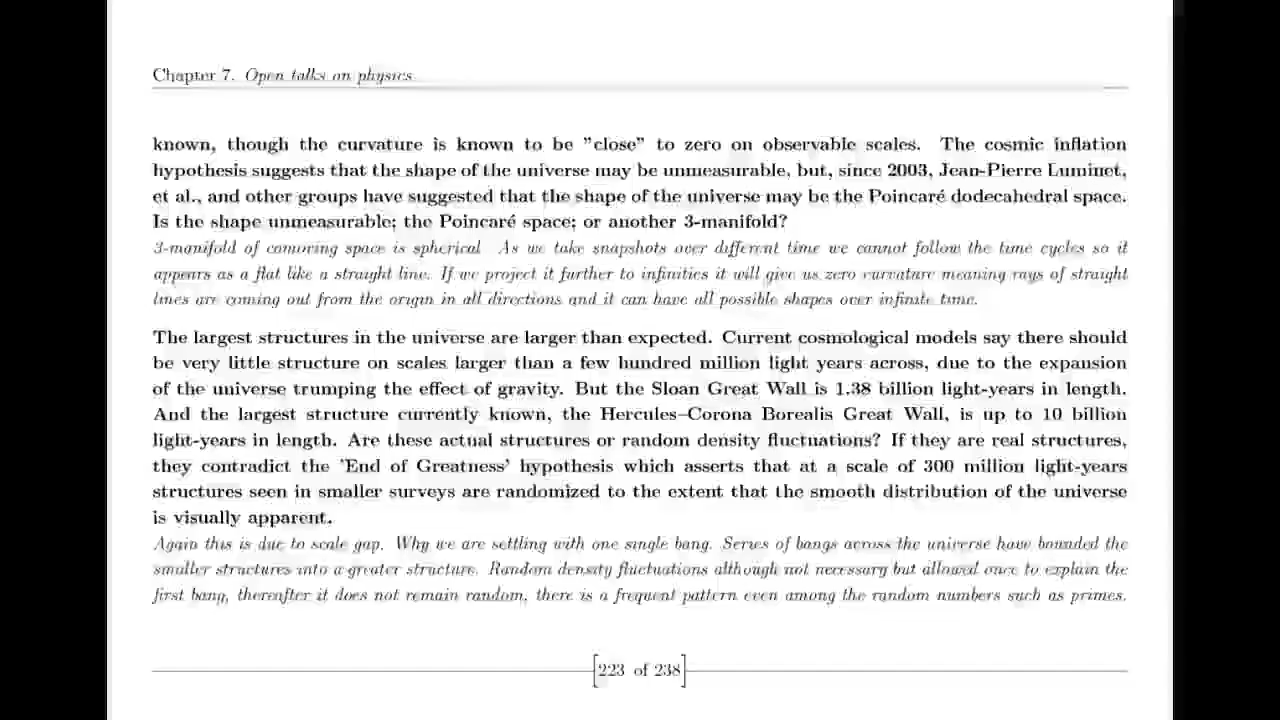 Chapter 7. Open talks on physics
known, though the curvature is known to be ”close” to zero on observable scales. The cosmic inflation
hypothesis suggests that the shape of the universe may be unmeasurable, but, since 2003, Jean-Pierre Luminet,
et al., and other groups have suggested that the shape of the universe may be the Poincaré dodecahedral space.
Is the shape unmeasurable; the Poincaré space; or another 3-manifold?
3-manifold of comoving space is spherical. As we take snapshots over different time we cannot follow the time cycles so it
appears as a flat like a straight line. If we project it further to infinities it will give us zero curvature meaning rays of straight
lines are coming out from the origin in all directions and it can have all possible shapes over infinite time.
The largest structures in the universe are larger than expected. Current cosmological models say there should
be very little structure on scales larger than a few hundred million light years across, due to the expansion
of the universe trumping the effect of gravity. But the Sloan Great Wall is 1.38 billion light-years in length.
And the largest structure currently known, the Hercules–Corona Borealis Great Wall, is up to 10 billion
light-years in length. Are these actual structures or random density fluctuations? If they are real structures,
they contradict the 'End of Greatness' hypothesis which asserts that at a scale of 300 million light-years
structures seen in smaller surveys are randomized to the extent that the smooth distribution of the universe
is visually apparent.
Again this is due to scale gap. Why we are settling with one single bang. Series of bangs across the universe have bounded the
smaller structures into a greater structure. Random density fluctuations although not necessary but allowed once to explain the
first bang, thereafter it does not remain random, there is a frequent pattern even among the random numbers such as primes.
223 of 238